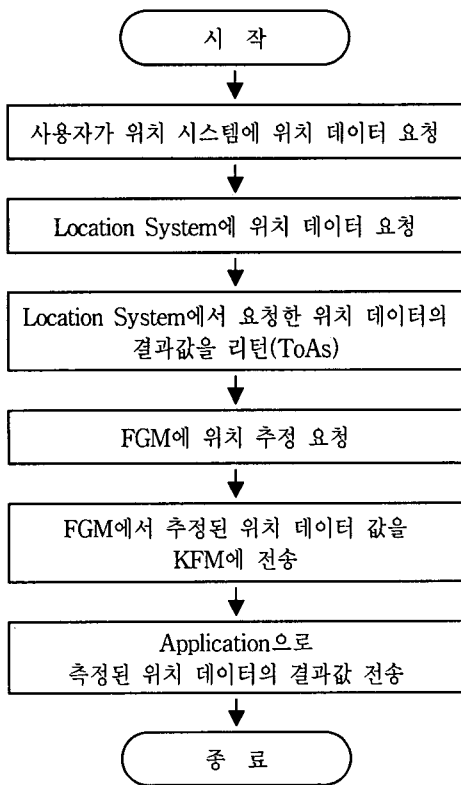 시 작
사용자가 위치 시스템에 위치 데이터 요청
Location System에 위치 데이터 요청
Location System에서 요청한 위치 데이터의
결과값을 리턴(ToAs)
FGM에 위치 추정 요청
FGM에서 추정된 위치 데이터 값을
KFM에 전송
Application으로
측정된 위치 데이터의 결과값 전송
종 료